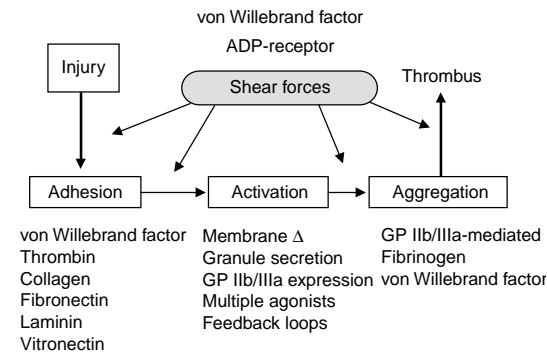 von Willebrand factor
ADP-receptor
Injury
Shear forces
Thrombus
Adhesion
Activation
Aggregation
von Willebrand factor
Thrombin
Collagen
Fibronectin
Laminin
Vitronectin
Membrane Δ
Granule secretion
GP IIb/IIIa expression
Multiple agonists
Feedback loops
GP IIb/IIIa-mediated
Fibrinogen
von Willebrand factor